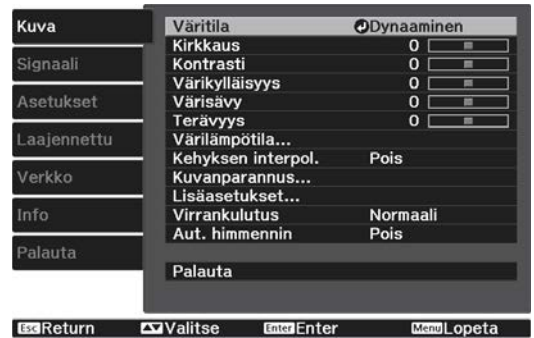 Kuva
Signaali
Asetukset
Laajennettu
Verkko
Info
Palauta
Väritila Dynaaminen
Kirkkaus 0
Kontrasti 0
Värikylläisyys 0
Värisävy 0
Terävyys 0
Värilämpötila...
Kehyksen interpol. Pois
Kuvanparannus...
Lisäasetukset...
Virrankulutus Normaali
Aut. himmennin Pois
Palauta
Esc Return Valitse Enter Enter Menu Lopeta